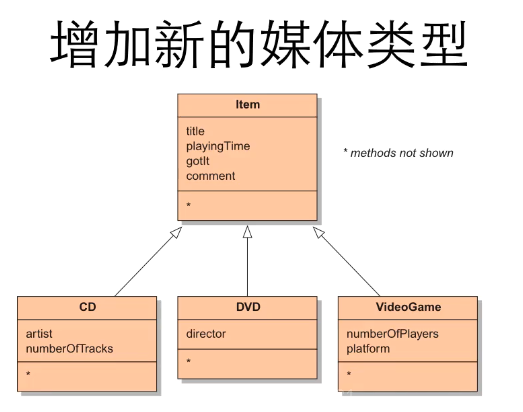 增加新的媒体类型
Item
title
playingTime
gotIt
comment
*
* methods not shown
CD
artist
numberOfTracks
*
DVD
director
*
VideoGame
numberOfPlayers
platform
*